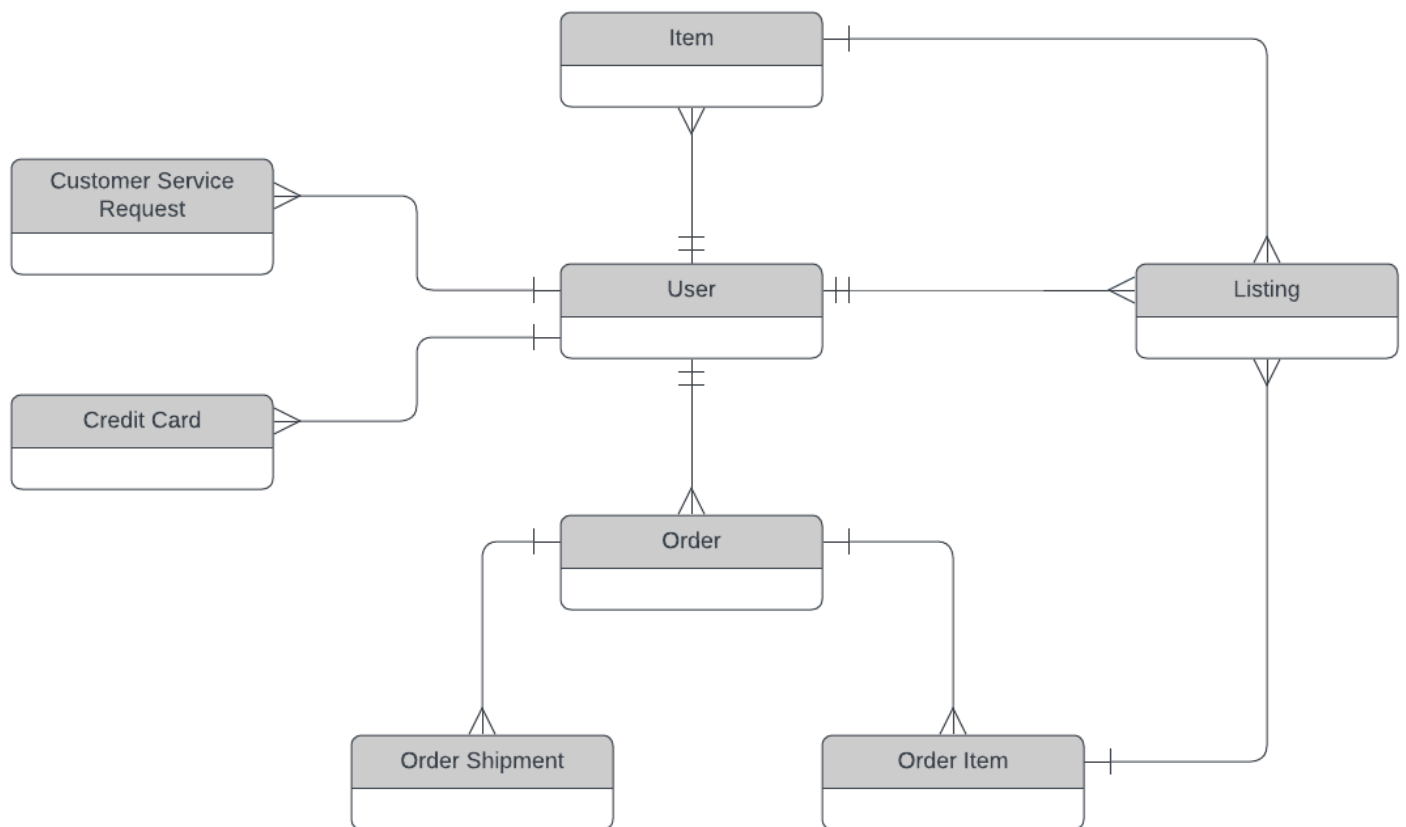 Item
Customer Service
Request
User
Listing
Credit Card
Order
Order Shipment
Order Item